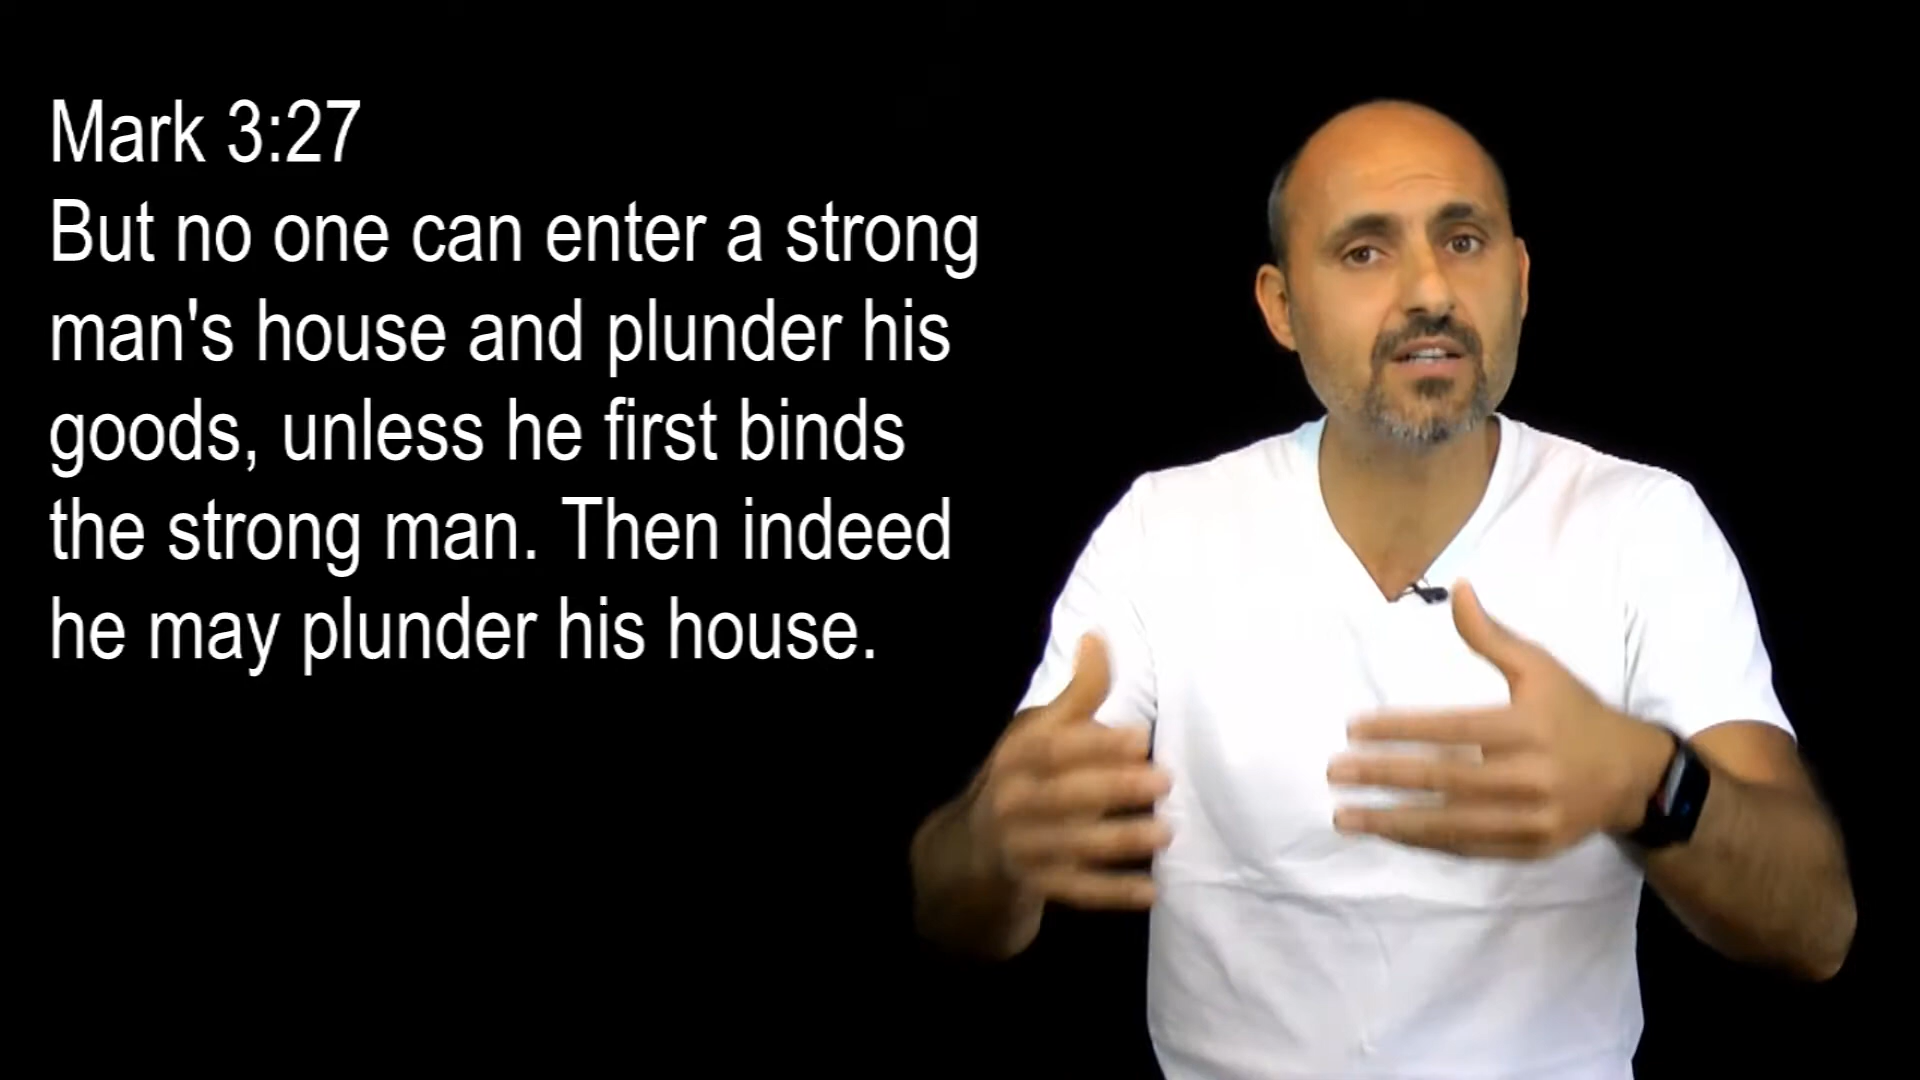 Mark 3:27
But no one can enter a strong
man's house and plunder his
goods, unless he first binds
the strong man. Then indeed
he may plunder his house.